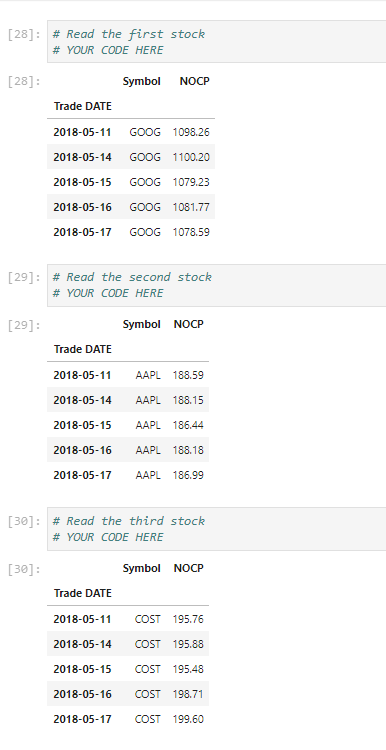 [28]: # Read the first stock
# YOUR CODE HERE
[28]: Symbol NOCP
Trade DATE
2018-05-11 GOOG 1098.26
2018-05-14 GOOG 1100.20
2018-05-15 GOOG 1079.23
2018-05-16 GOOG 1081.77
2018-05-17 GOOG 1078.59
[29]: # Read the second stock
# YOUR CODE HERE
[29]: Symbol NOCP
Trade DATE
2018-05-11 AAPL 188.59
2018-05-14 AAPL 188.15
2018-05-15 AAPL 186.44
2018-05-16 AAPL 188.18
2018-05-17 AAPL 186.99
[30]: # Read the third stock
# YOUR CODE HERE
[30]: Symbol NOCP
Trade DATE
2018-05-11 COST 195.76
2018-05-14 COST 195.88
2018-05-15 COST 195.48
2018-05-16 COST 198.71
2018-05-17 COST 199.60